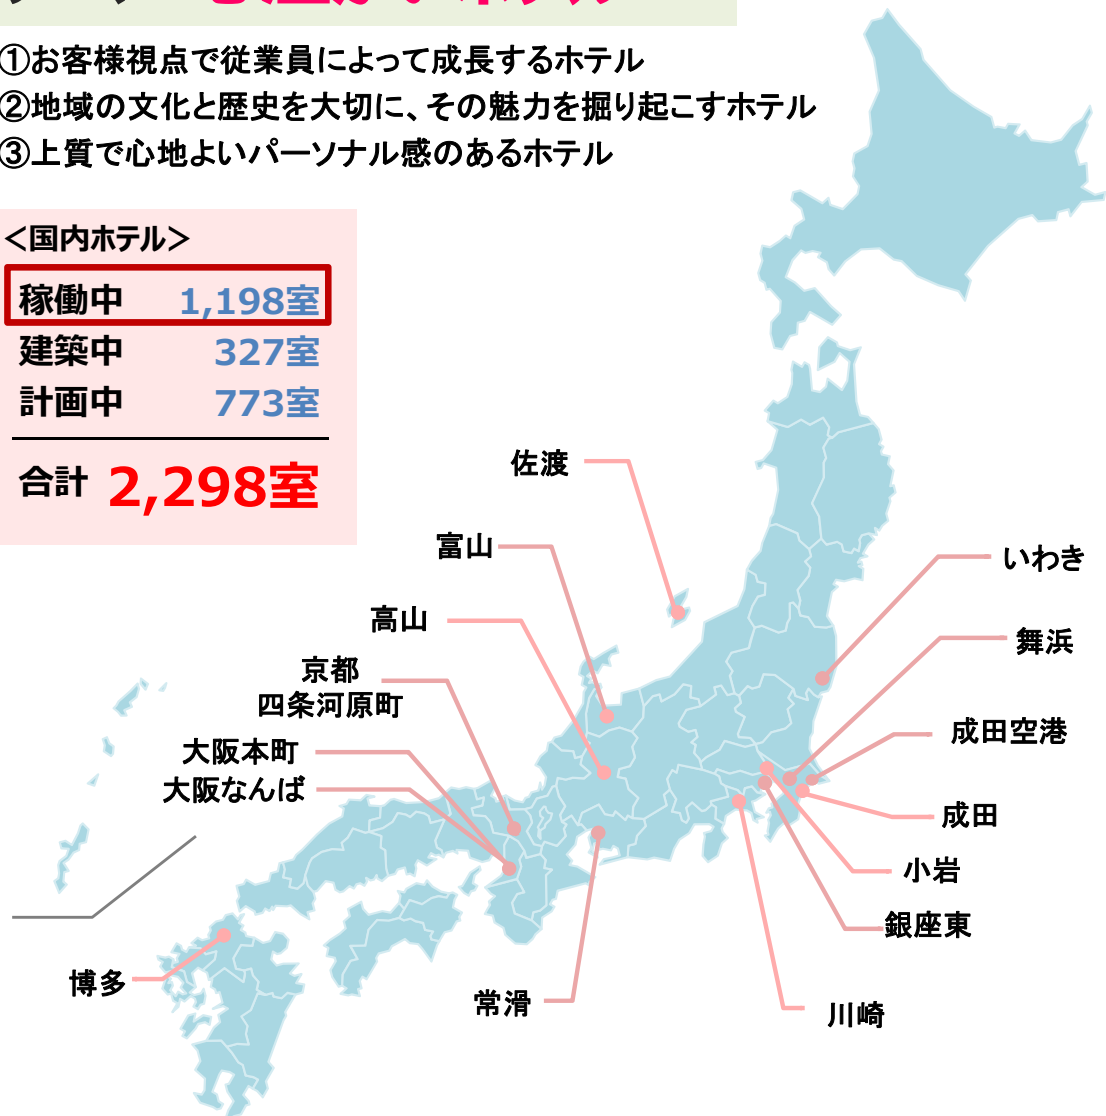 ①お客様視点で従業員によって成長するホテル
②地域の文化と歴史を大切に、その魅力を掘り起こすホテル
③上質で心地よいパーソナル感のあるホテル
＜国内ホテル＞
稼働中 1,198室
建築中 327室
計画中 773室
合計 2,298室
佐渡
富山
いわき
高山
舞浜
京都
四条河原町
成田空港
大阪本町
大阪なんば
成田
小岩
銀座東
博多
常滑
川崎